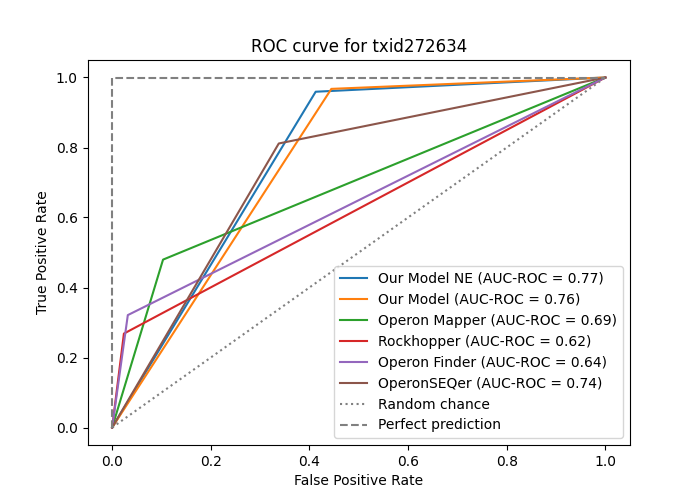 ROC curve for txid272634
True Positive Rate
1.0
0.8
0.6
0.4
0.2
0.0
Our Model NE (AUC-ROC = 0.77)
Our Model (AUC-ROC = 0.76)
Operon Mapper (AUC-ROC = 0.69)
Rockhopper (AUC-ROC = 0.62)
Operon Finder (AUC-ROC = 0.64)
OperonSEQer (AUC-ROC = 0.74)
Random chance
Perfect prediction
0.0 0.2 0.4 0.6 0.8 1.0
False Positive Rate